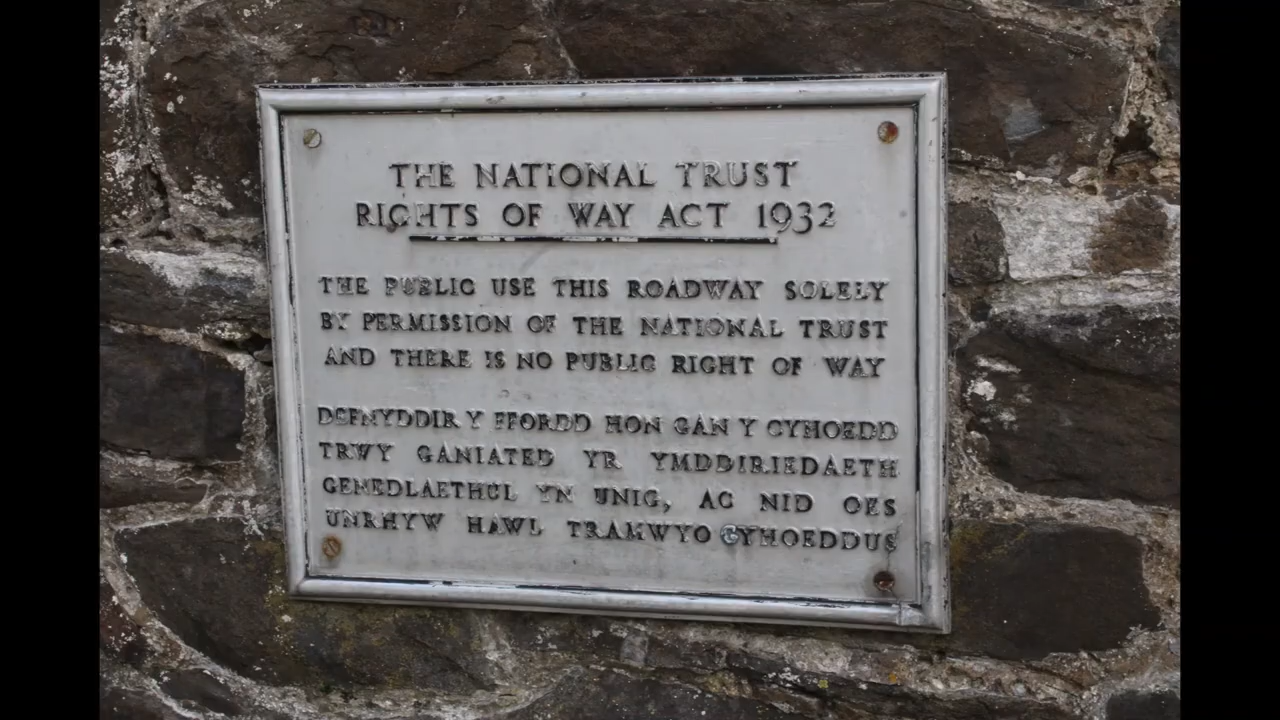 THE NATIONAL TRUST
RIGHTS OF WAY ACT 1932
THE PUBLIC USE THIS ROADWAY SOLELY
BY PERMISSION OF THE NATIONAL TRUST
AND THERE IS NO PUBLIC RIGHT OF WAY
DEFNYDDIR Y FFORDD HON GAN Y CYHOEDD
TRWY GANIATED YR YMDDIRIEDAETH
GENEDLAETHOL YN UNIG, AC NID OES
UNRHYW HAWL TRAMWYO CYHOEDDUS